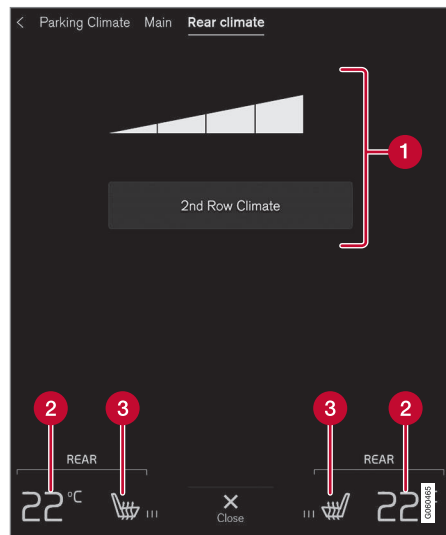 < Parking Climate Main Rear climate
1
2nd Row Climate
2 3 3 2
REAR REAR
22 °C 22
Close
G060465